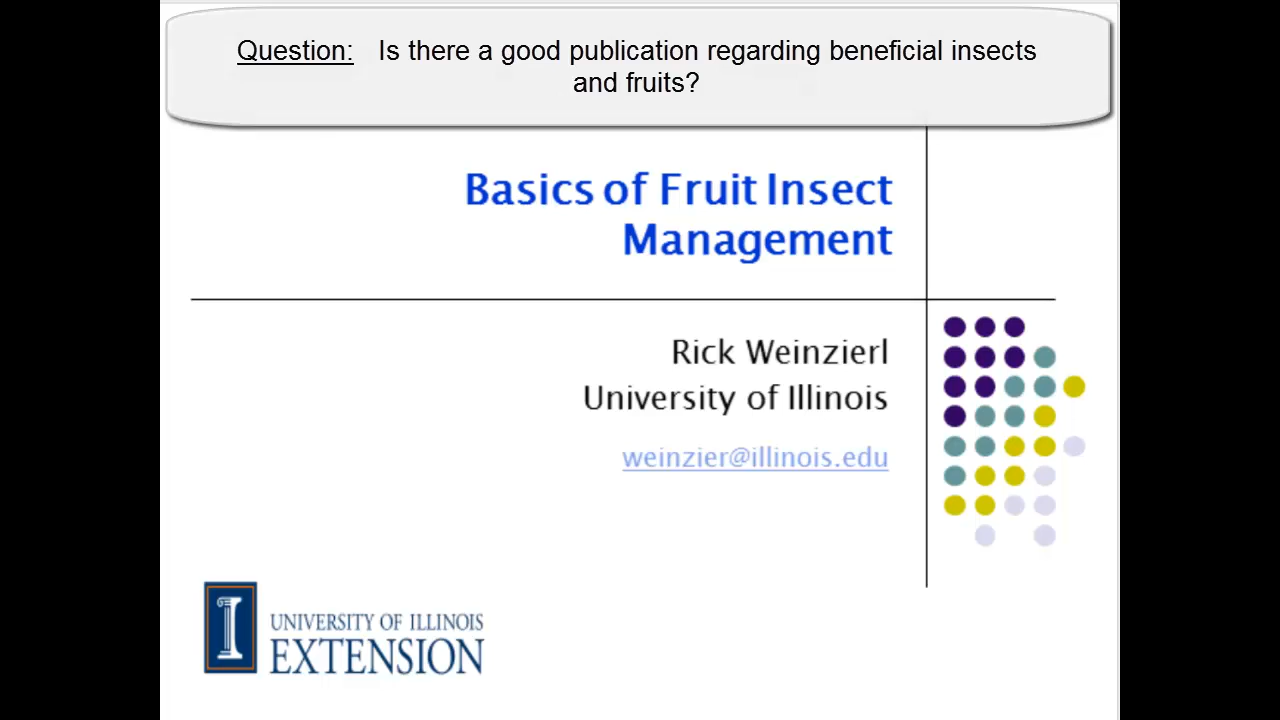 Question: Is there a good publication regarding beneficial insects
and fruits?
Basics of Fruit Insect
Management
Rick Weinzierl
University of Illinois
weinzier@illinois.edu
I
UNIVERSITY OF ILLINOIS
EXTENSION